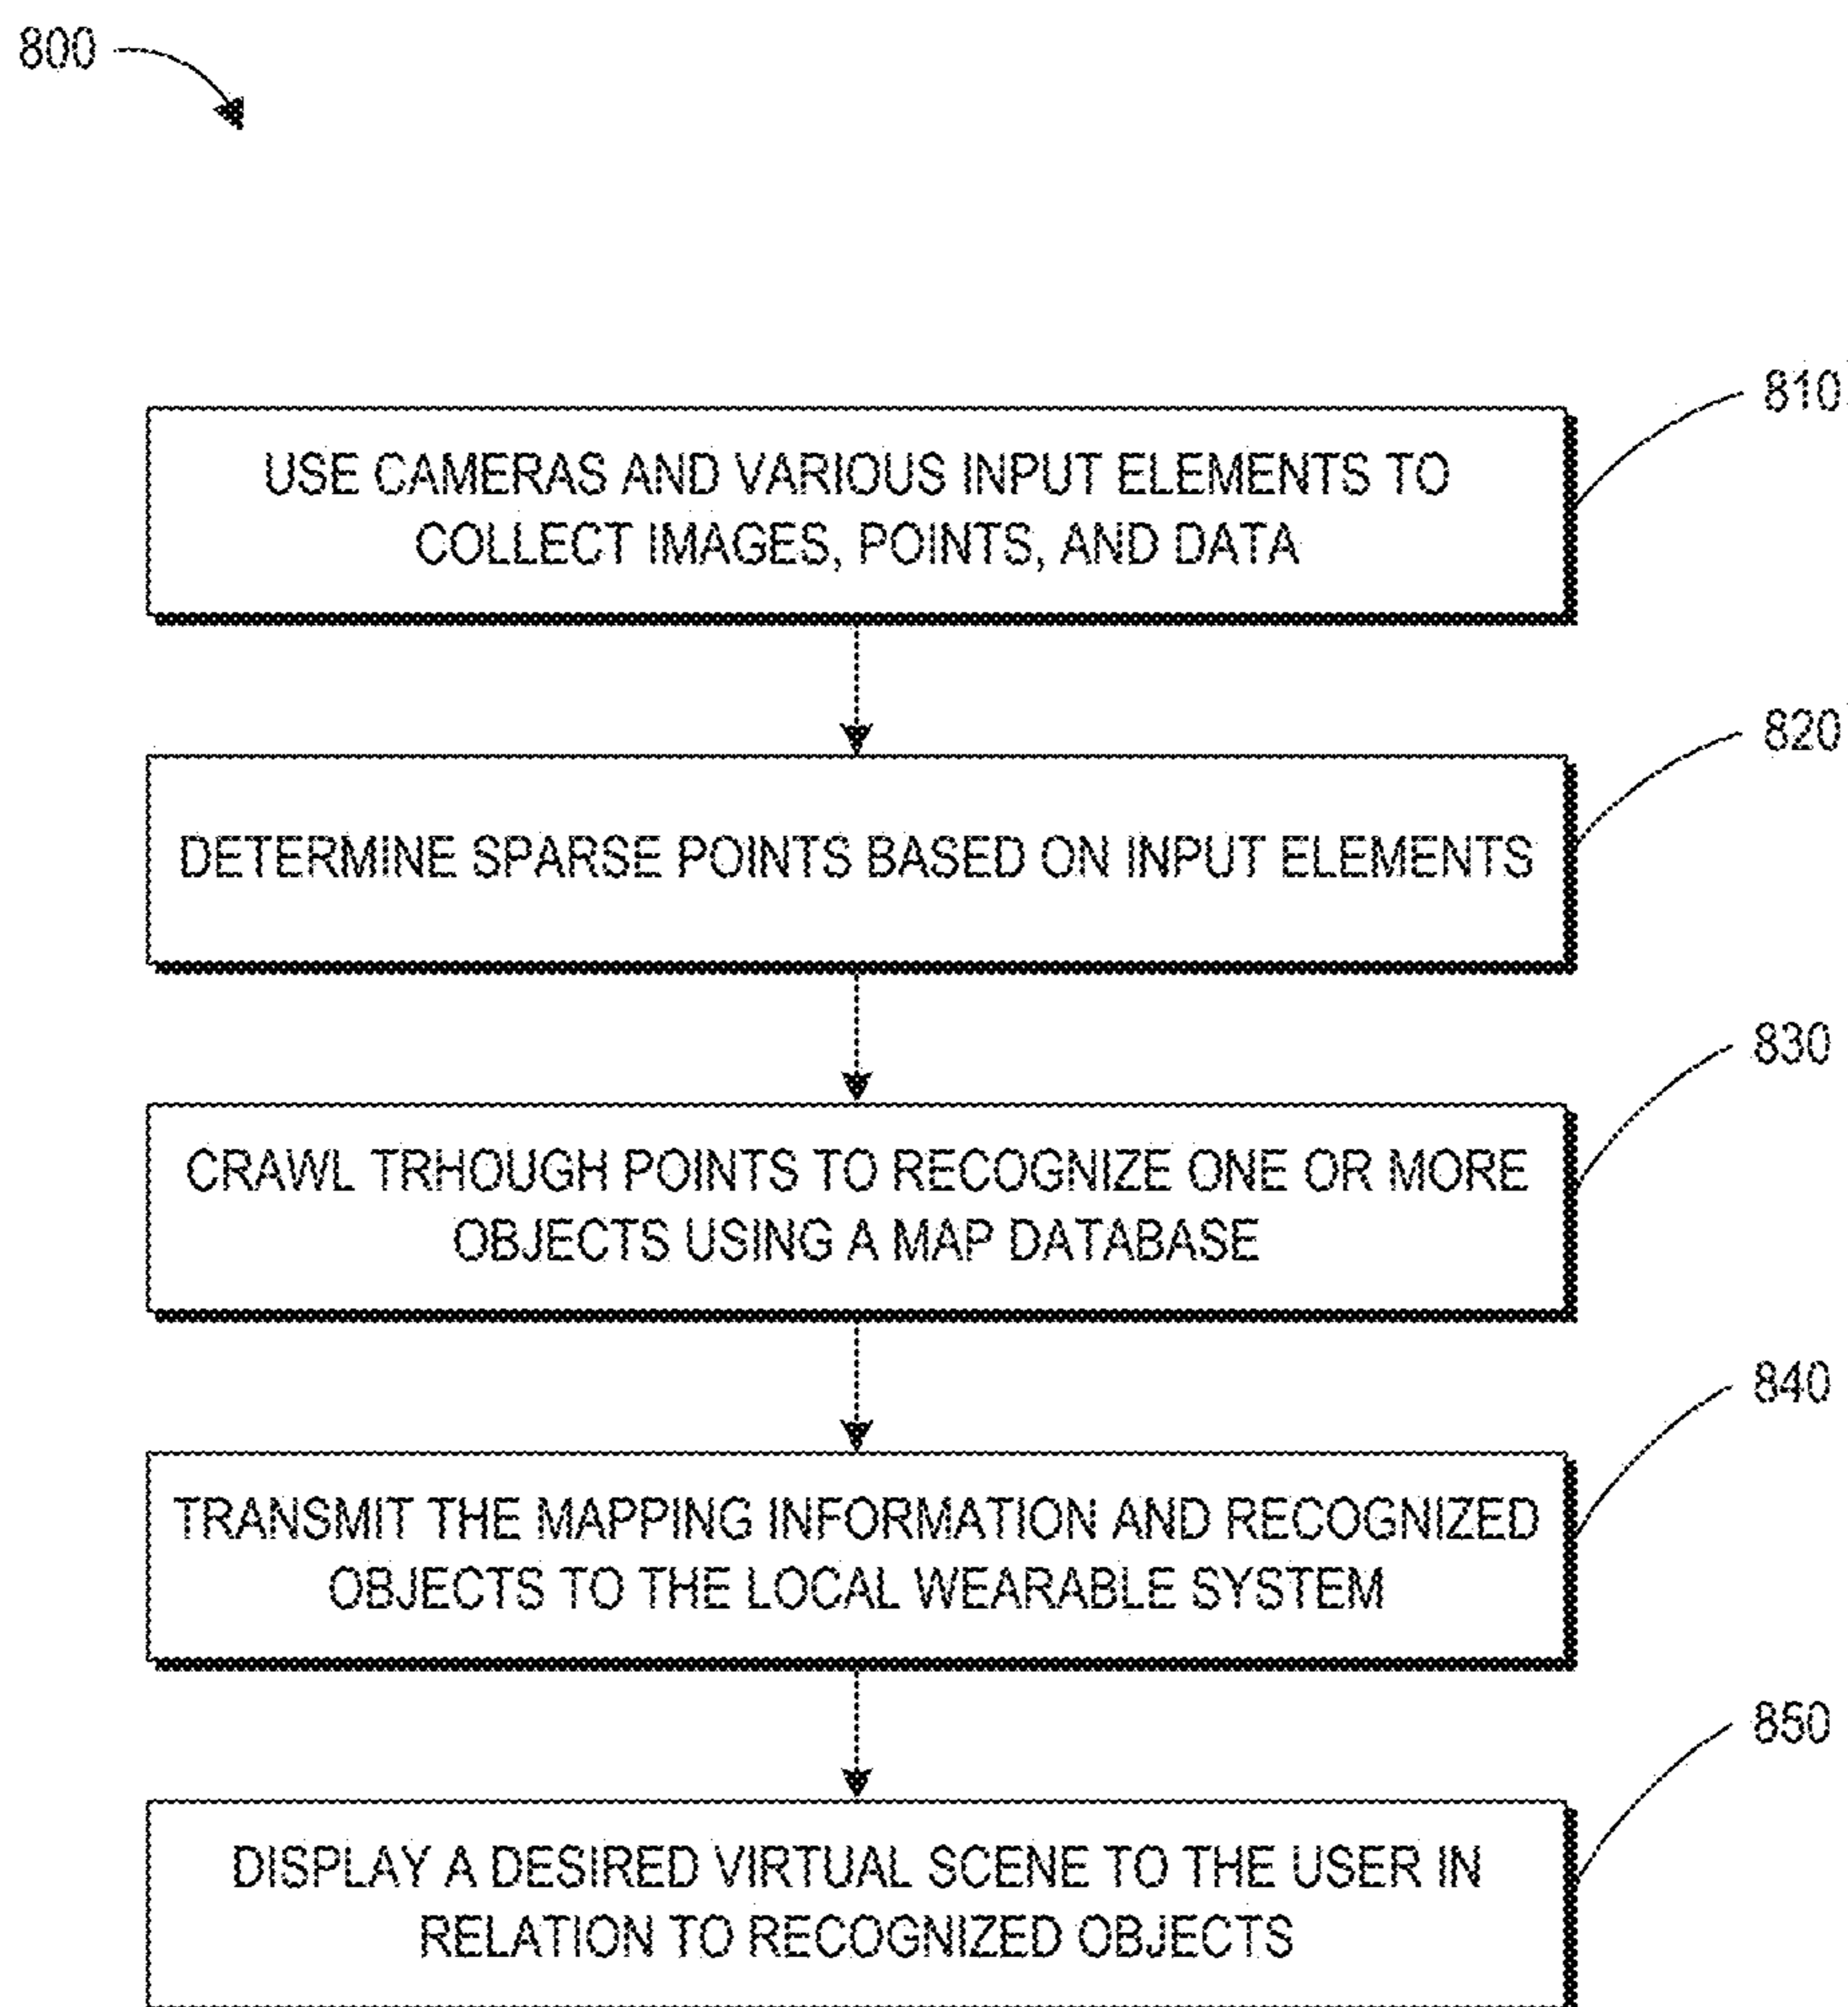 800
810
USE CAMERAS AND VARIOUS INPUT ELEMENTS TO
COLLECT IMAGES, POINTS, AND DATA
820
DETERMINE SPARSE POINTS BASED ON INPUT ELEMENTS
830
CRAWL TRHOUGH POINTS TO RECOGNIZE ONE OR MORE
OBJECTS USING A MAP DATABASE
840
TRANSMIT THE MAPPING INFORMATION AND RECOGNIZED
OBJECTS TO THE LOCAL WEARABLE SYSTEM
850
DISPLAY A DESIRED VIRTUAL SCENE TO THE USER IN
RELATION TO RECOGNIZED OBJECTS